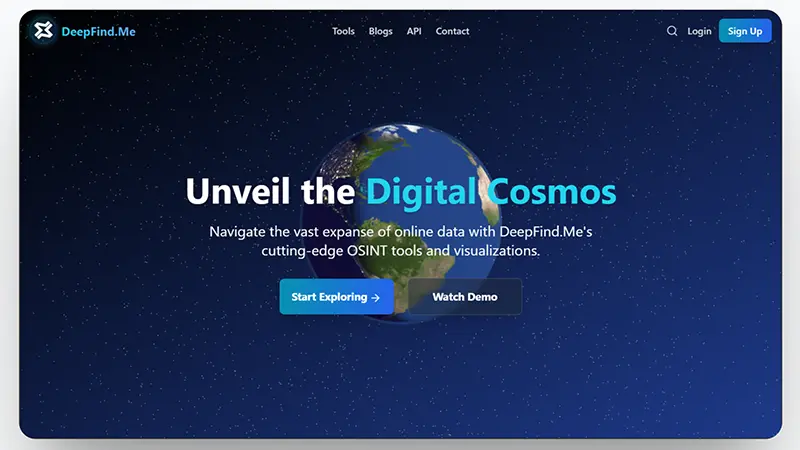 DeepFind.Me
Tools Blogs API Contact
Login Sign Up
Unveil the Digital Cosmos
Navigate the vast expanse of online data with DeepFind.Me's
cutting-edge OSINT tools and visualizations.
Start Exploring →
Watch Demo